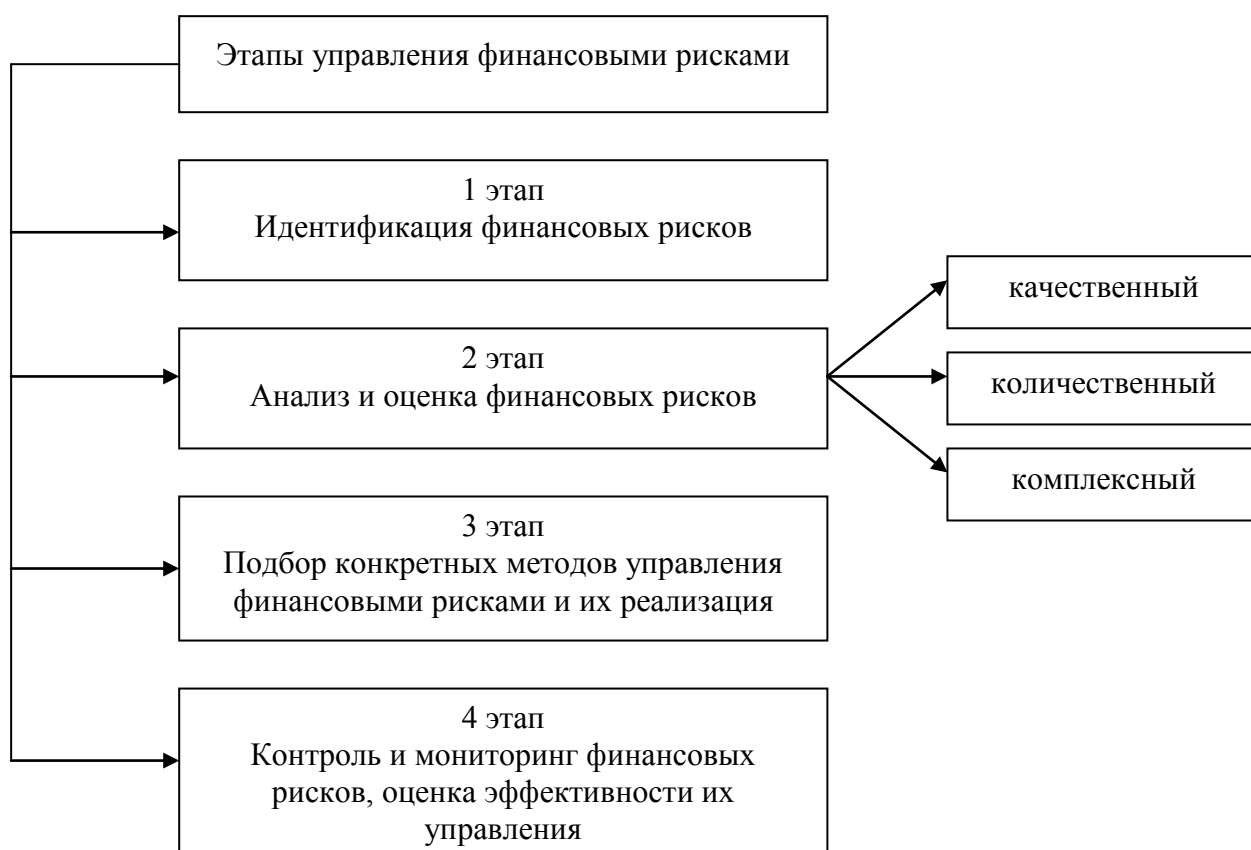 Этапы управления финансовыми рисками
1 этап
Идентификация финансовых рисков
качественный
2 этап
Анализ и оценка финансовых рисков
количественный
комплексный
3 этап
Подбор конкретных методов управления
финансовыми рисками и их реализация
4 этап
Контроль и мониторинг финансовых
рисков, оценка эффективности их
управления